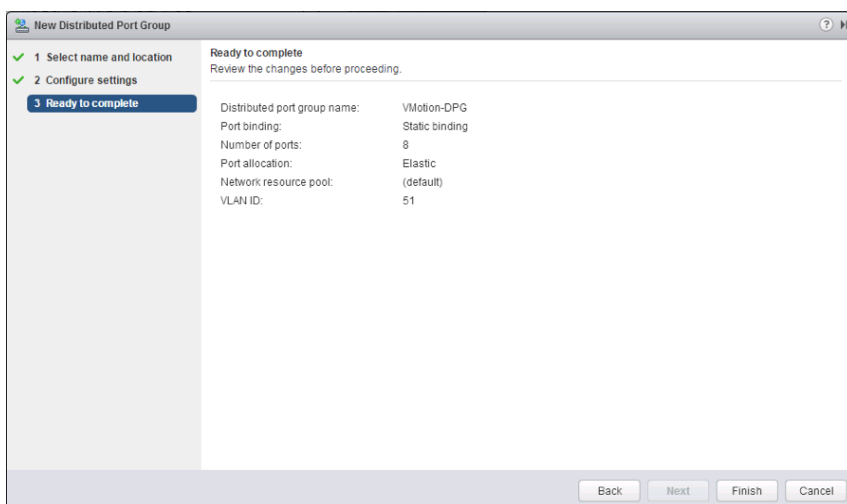 New Distributed Port Group
?
1 Select name and location
2 Configure settings
3 Ready to complete
Ready to complete
Review the changes before proceeding.
Distributed port group name: VMotion-DPG
Port binding: Static binding
Number of ports: 8
Port allocation: Elastic
Network resource pool: (default)
VLAN ID: 51
Back Next Finish Cancel